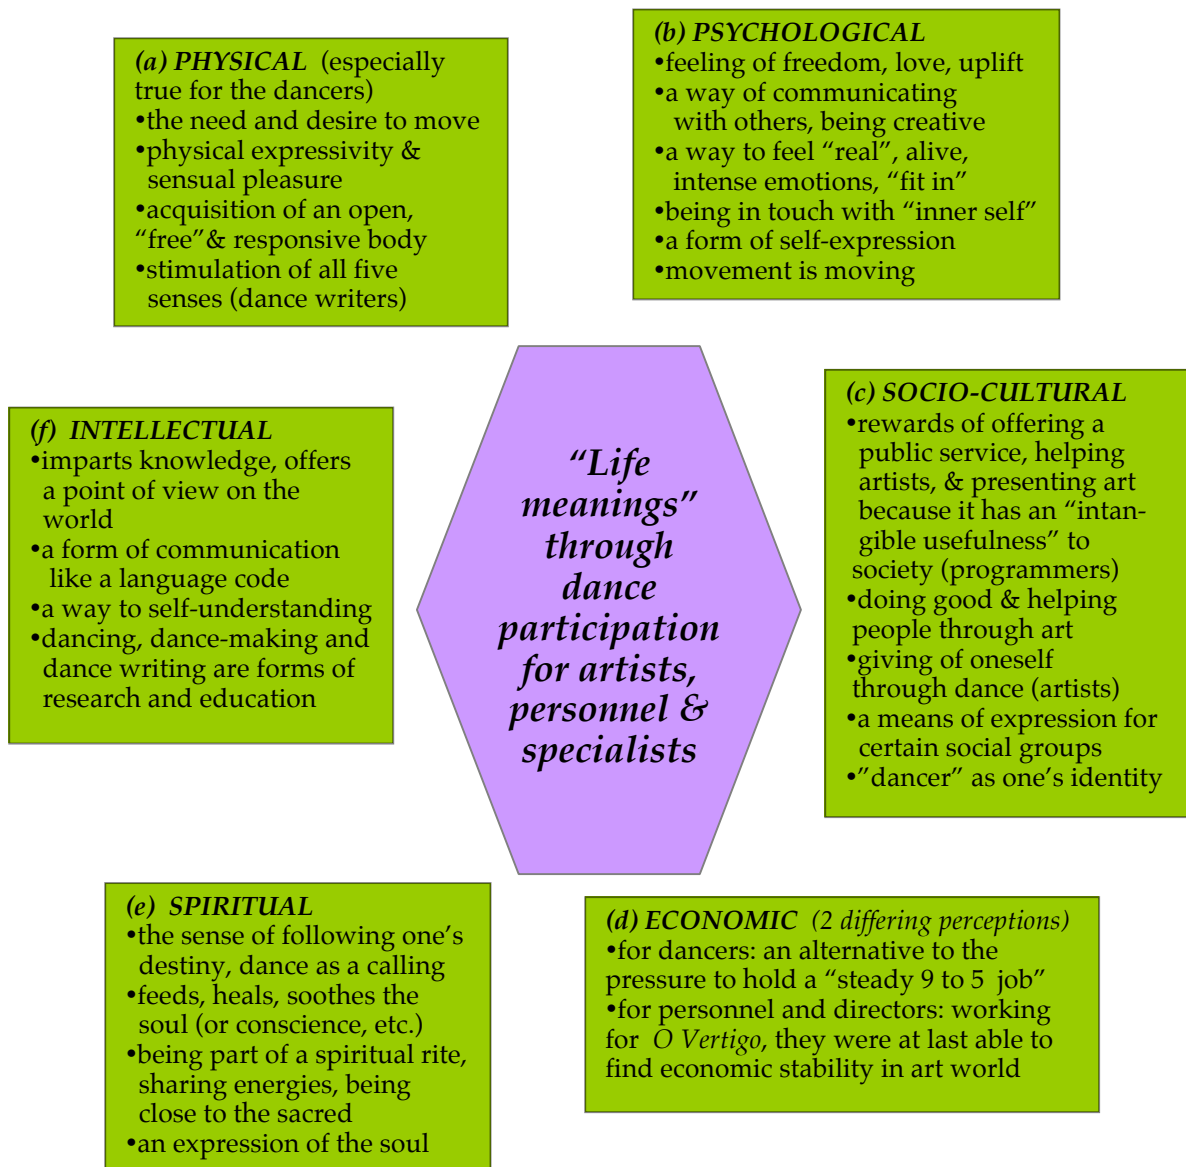 (a) PHYSICAL (especially
true for the dancers)
•the need and desire to move
•physical expressivity &
sensual pleasure
•acquisition of an open,
“free”& responsive body
•stimulation of all five
senses (dance writers)
(b) PSYCHOLOGICAL
•feeling of freedom, love, uplift
•a way of communicating
with others, being creative
•a way to feel “real”, alive,
intense emotions, “fit in”
•being in touch with “inner self”
•a form of self-expression
•movement is moving
(c) SOCIO-CULTURAL
•rewards of offering a
public service, helping
artists, & presenting art
because it has an “intan-
gible usefulness” to
society (programmers)
•doing good & helping
people through art
•giving of oneself
through dance (artists)
•a means of expression for
certain social groups
•”dancer” as one’s identity
(f) INTELLECTUAL
•imparts knowledge, offers
a point of view on the
world
•a form of communication
like a language code
•a way to self-understanding
•dancing, dance-making and
dance writing are forms of
research and education
“Life
meanings”
through
dance
participation
for artists,
personnel &
specialists
(e) SPIRITUAL
•the sense of following one’s
destiny, dance as a calling
•feeds, heals, soothes the
soul (or conscience, etc.)
•being part of a spiritual rite,
sharing energies, being
close to the sacred
•an expression of the soul
(d) ECONOMIC (2 differing perceptions)
•for dancers: an alternative to the
pressure to hold a “steady 9 to 5 job”
•for personnel and directors: working
for O Vertigo, they were at last able to
find economic stability in art world